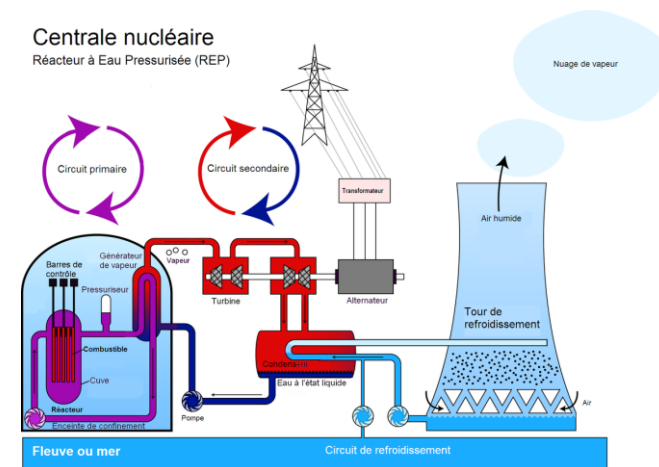 Centrale nucléaire
Réacteur à Eau Pressurisée (REP)
Nuage de vapeur
Circuit primaire
Circuit secondaire
Transformateur
Air humide
Barres de
contrôle
Générateur
de vapeur
Vapeur
Pressuriseur
Turbine
Alternateur
Tour de
refroidissement
Combustible
Cuve
Eau à l'état liquide
Réacteur
Pompe
Air
Enceinte de confinement
Fleuve ou mer
Circuit de refroidissement